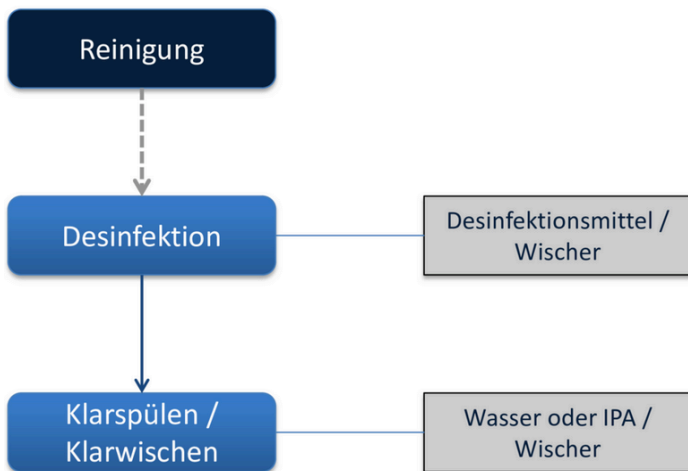 Reinigung
Desinfektion
Desinfektionsmittel /
Wischer
Klarspülen /
Klarwischen
Wasser oder IPA /
Wischer